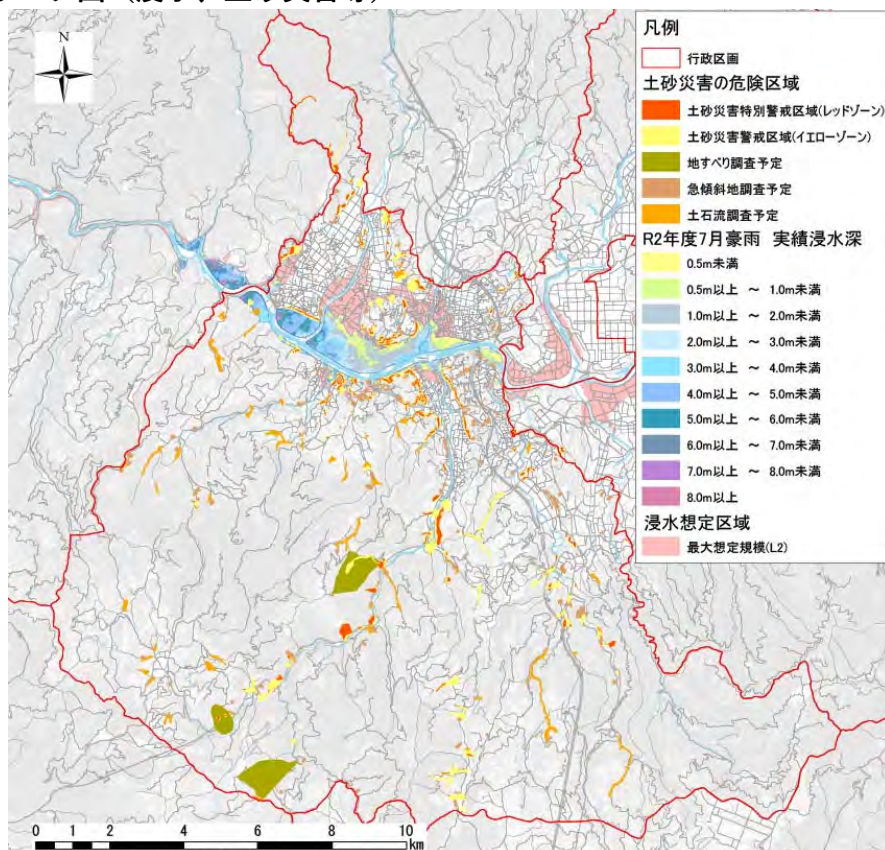 N
凡例
行政区画
土砂災害の危険区域
土砂災害特別警戒区域(レッドゾーン)
土砂災害警戒区域(イエローゾーン)
地すべり調査予定
急傾斜地調査予定
土石流調査予定
R2年度7月豪雨 実績浸水深
0.5m未満
0.5m以上 ～ 1.0m未満
1.0m以上 ～ 2.0m未満
2.0m以上 ～ 3.0m未満
3.0m以上 ～ 4.0m未満
4.0m以上 ～ 5.0m未満
5.0m以上 ～ 6.0m未満
6.0m以上 ～ 7.0m未満
7.0m以上 ～ 8.0m未満
8.0m以上
浸水想定区域
最大想定規模(L2)
0 1 2 4 6 8 10
km